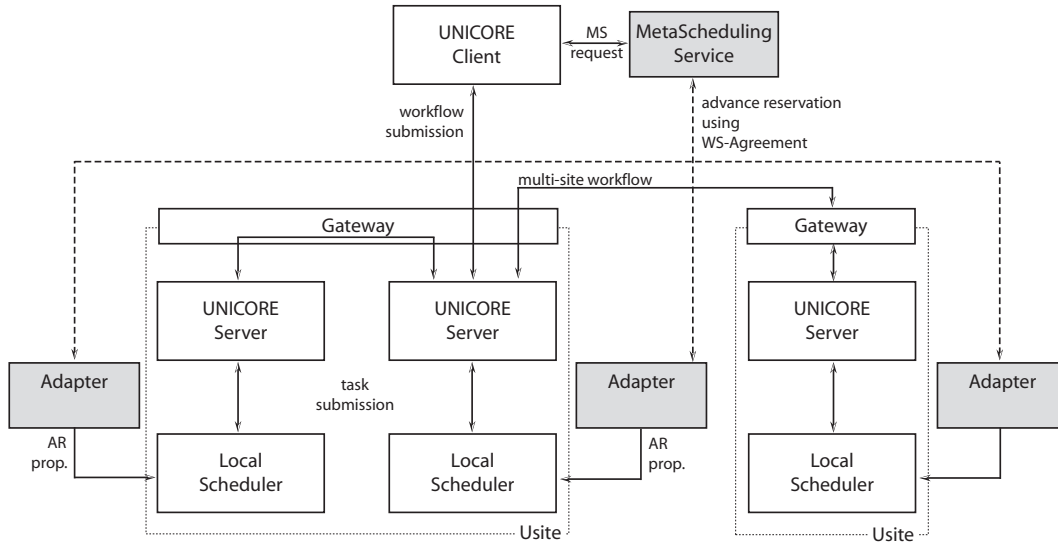 UNICORE
Client
MS
request
MetaScheduling
Service
workflow
submission
advance reservation
using
WS-Agreement
multi-site workflow
Gateway
Gateway
UNICORE
Server
UNICORE
Server
UNICORE
Server
Adapter
task
submission
Adapter
Adapter
AR
prop.
Local
Scheduler
Local
Scheduler
AR
prop.
Local
Scheduler
Usite
Usite